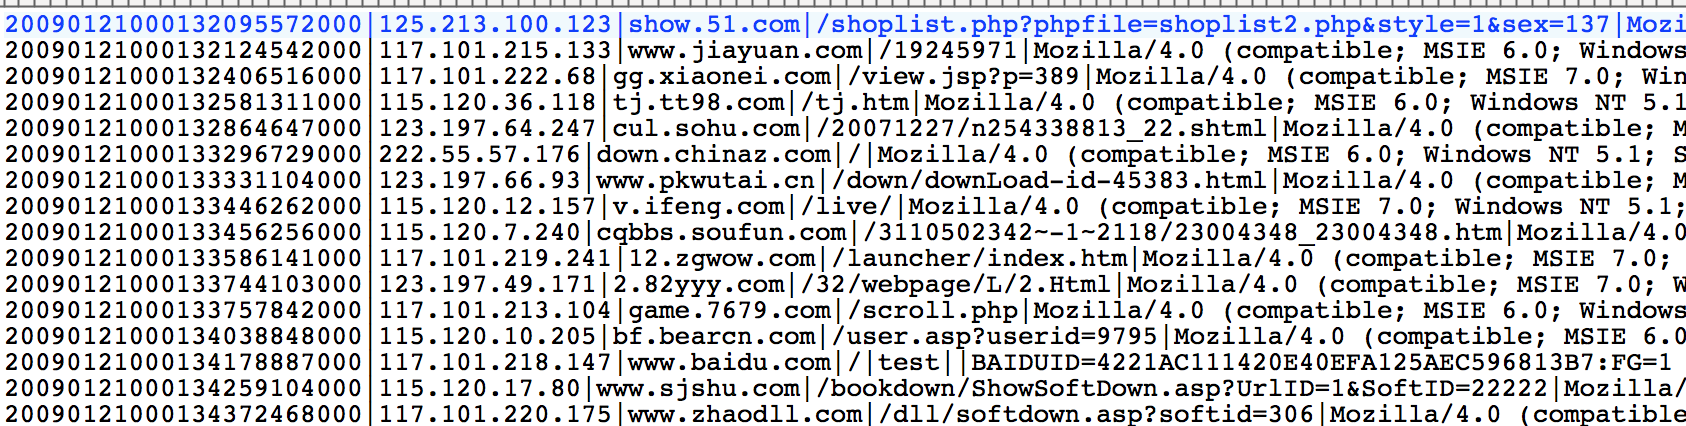 20090121000132095572000|125.213.100.123|show.51.com|/shoplist.php?phpfile=shoplist2.php&style=1&sex=137|Mozi
20090121000132124542000|117.101.215.133|www.jiayuan.com|/19245971|Mozilla/4.0 (compatible; MSIE 6.0; Windows
20090121000132406516000|117.101.222.68|gg.xiaonei.com|/view.jsp?p=389|Mozilla/4.0 (compatible; MSIE 7.0; Win
20090121000132581311000|115.120.36.118|tj.tt98.com|/tj.htm|Mozilla/4.0 (compatible; MSIE 6.0; Windows NT 5.1
20090121000132864647000|123.197.64.247|cul.sohu.com|/20071227/n254338813_22.shtml|Mozilla/4.0 (compatible; M
20090121000133296729000|222.55.57.176|down.chinaz.com|/|Mozilla/4.0 (compatible; MSIE 6.0; Windows NT 5.1; S
20090121000133331104000|123.197.66.93|www.pkwutai.cn|/down/downLoad-id-45383.html|Mozilla/4.0 (compatible; M
20090121000133446262000|115.120.12.157|v.ifeng.com|/live/|Mozilla/4.0 (compatible; MSIE 7.0; Windows NT 5.1;
20090121000133456256000|115.120.7.240|cqbbs.soufun.com|/3110502342~-1~2118/23004348_23004348.htm|Mozilla/4.0
20090121000133586141000|117.101.219.241|12.zgwow.com|/launcher/index.htm|Mozilla/4.0 (compatible; MSIE 7.0;
20090121000133744103000|123.197.49.171|2.82yyy.com|/32/webpage/L/2.Html|Mozilla/4.0 (compatible; MSIE 7.0; W
20090121000133757842000|117.101.213.104|game.7679.com|/scroll.php|Mozilla/4.0 (compatible; MSIE 6.0; Windows
20090121000134038848000|115.120.10.205|bf.bearcn.com|/user.asp?userid=9795|Mozilla/4.0 (compatible; MSIE 6.0
20090121000134178887000|117.101.218.147|www.baidu.com|/|test||BAIDUID=4221AC111420E40EFA125AEC596813B7:FG=1
20090121000134259104000|115.120.17.80|www.sjshu.com|/bookdown/ShowSoftDown.asp?UrlID=1&SoftID=22222|Mozilla/
20090121000134372468000|117.101.220.175|www.zhaodll.com|/dll/softdown.asp?softid=306|Mozilla/4.0 (compatible